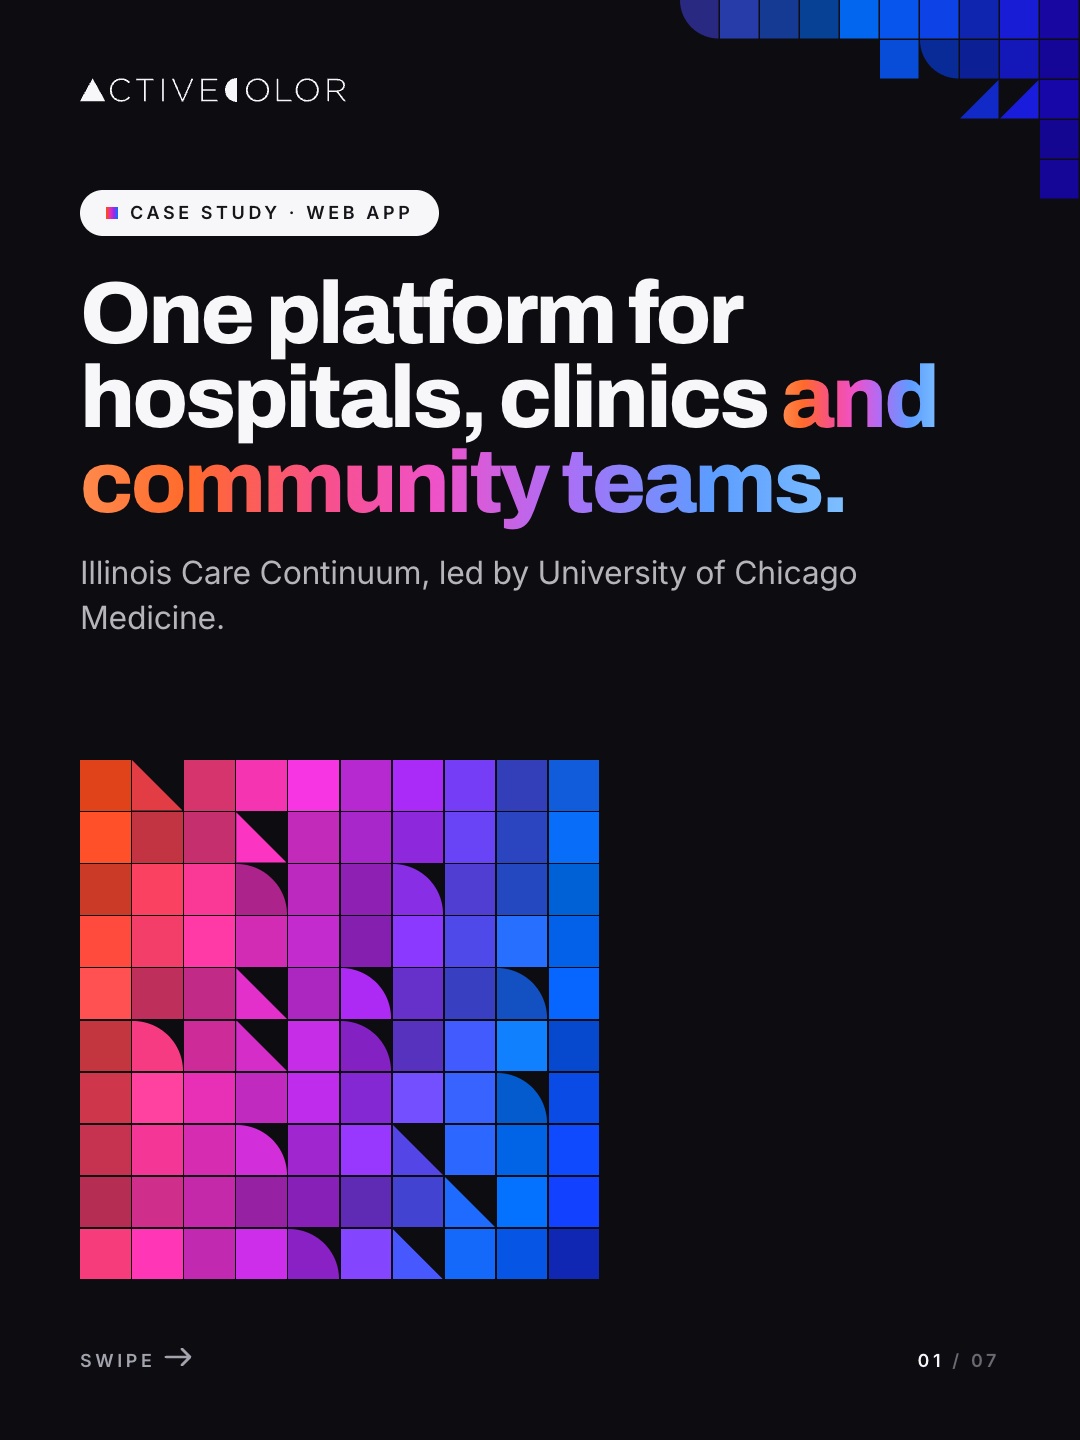 ACTIVECOLOR
CASE STUDY · WEB APP
One platform for
hospitals, clinics and
community teams.
Illinois Care Continuum, led by University of Chicago
Medicine.
SWIPE →
01 / 07